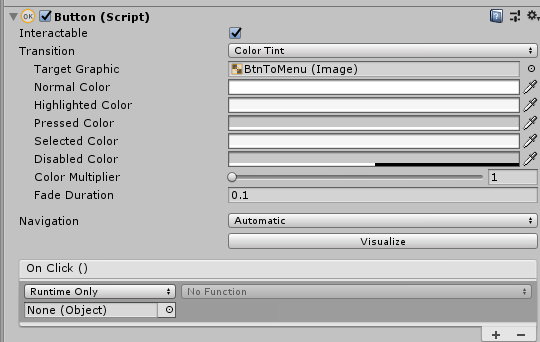 OK Button (Script)
Interactable
Transition Color Tint
Target Graphic BtnToMenu (Image)
Normal Color
Highlighted Color
Pressed Color
Selected Color
Disabled Color
Color Multiplier 1
Fade Duration 0.1
Navigation Automatic
Visualize
On Click ()
Runtime Only No Function
None (Object)
+ −